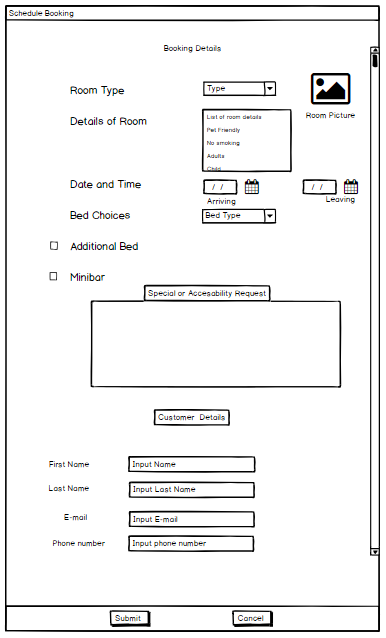 Schedule Booking
Booking Details
Room Type
Type
Room Picture
Details of Room
List of room details
Pet Friendly
No smoking
Adults
Child
Date and Time
/ /
/ /
Arriving
Leaving
Bed Choices
Bed Type
Additional Bed
Minibar
Special or Accesability Request
Customer Details
First Name
Input Name
Last Name
Input Last Name
E-mail
Input E-mail
Phone number
Input phone number
Submit
Cancel